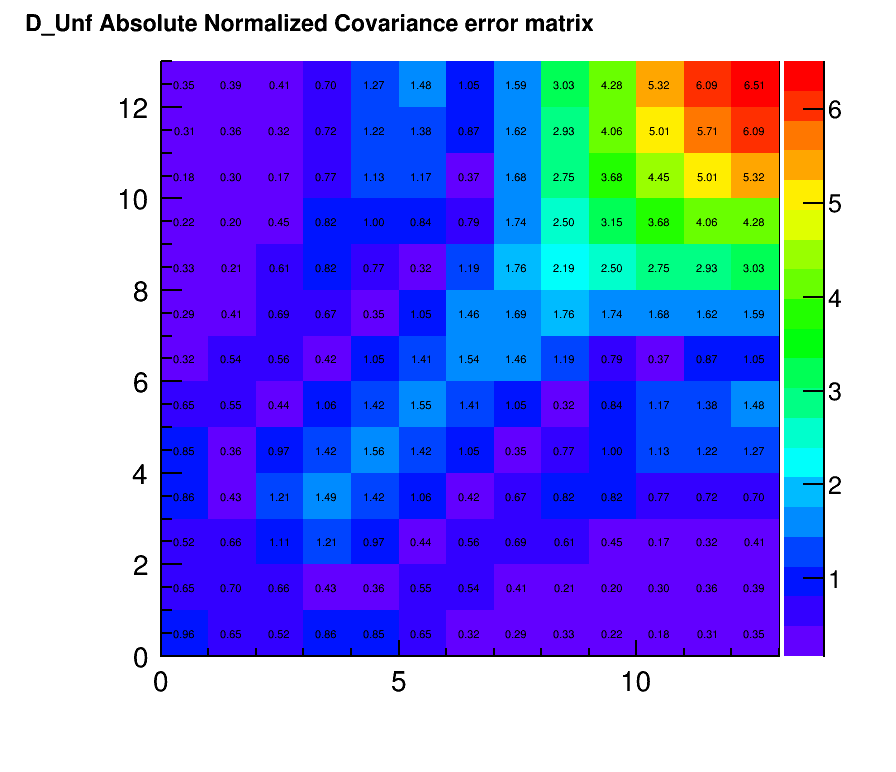 D_Unf Absolute Normalized Covariance error matrix
0.35 0.39 0.41 0.70 1.27 1.48 1.05 1.59 3.03 4.28 5.32 6.09 6.51
12 6
0.31 0.36 0.32 0.72 1.22 1.38 0.87 1.62 2.93 4.06 5.01 5.71 6.09
0.18 0.30 0.17 0.77 1.13 1.17 0.37 1.68 2.75 3.68 4.45 5.01 5.32
10 5
0.22 0.20 0.45 0.82 1.00 0.84 0.79 1.74 2.50 3.15 3.68 4.06 4.28
0.33 0.21 0.61 0.82 0.77 0.32 1.19 1.76 2.19 2.50 2.75 2.93 3.03
8 4
0.29 0.41 0.69 0.67 0.35 1.05 1.46 1.69 1.76 1.74 1.68 1.62 1.59
0.32 0.54 0.56 0.42 1.05 1.41 1.54 1.46 1.19 0.79 0.37 0.87 1.05
6 3
0.65 0.55 0.44 1.06 1.42 1.55 1.41 1.05 0.32 0.84 1.17 1.38 1.48
0.85 0.36 0.97 1.42 1.56 1.42 1.05 0.35 0.77 1.00 1.13 1.22 1.27
4 2
0.86 0.43 1.21 1.49 1.42 1.06 0.42 0.67 0.82 0.82 0.77 0.72 0.70
0.52 0.66 1.11 1.21 0.97 0.44 0.56 0.69 0.61 0.45 0.17 0.32 0.41
2 1
0.65 0.70 0.66 0.43 0.36 0.55 0.54 0.41 0.21 0.20 0.30 0.36 0.39
0.96 0.65 0.52 0.86 0.85 0.65 0.32 0.29 0.33 0.22 0.18 0.31 0.35
0
0 5 10